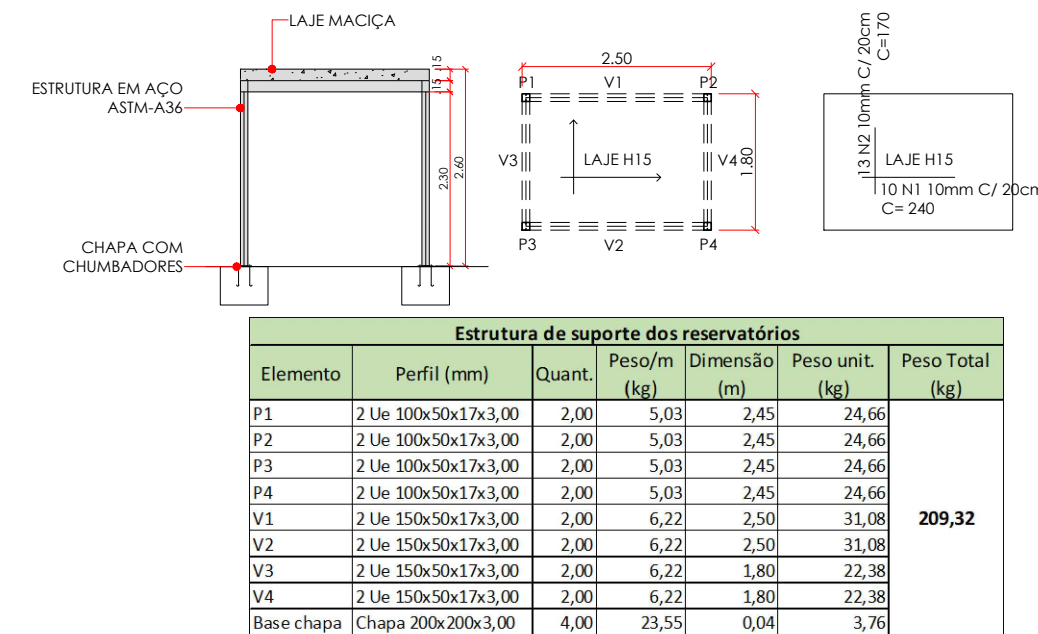 LAJE MACIÇA
ESTRUTURA EM AÇO
ASTM-A36
CHAPA COM
CHUMBADORES
15
15
2.30
2.60
2.50
P1 V1 P2
V3 LAJE H15 V4
1.80
P3 V2 P4
13 N2 10mm C/ 20cm
C=170
LAJE H15
10 N1 10mm C/ 20cm
C= 240
Estrutura de suporte dos reservatórios
Elemento Perfil (mm) Quant. Peso/m (kg) Dimensão (m) Peso unit. (kg) Peso Total (kg)
P1 2 Ue 100x50x17x3,00 2,00 5,03 2,45 24,66
P2 2 Ue 100x50x17x3,00 2,00 5,03 2,45 24,66
P3 2 Ue 100x50x17x3,00 2,00 5,03 2,45 24,66
P4 2 Ue 100x50x17x3,00 2,00 5,03 2,45 24,66
V1 2 Ue 150x50x17x3,00 2,00 6,22 2,50 31,08 209,32
V2 2 Ue 150x50x17x3,00 2,00 6,22 2,50 31,08
V3 2 Ue 150x50x17x3,00 2,00 6,22 1,80 22,38
V4 2 Ue 150x50x17x3,00 2,00 6,22 1,80 22,38
Base chapa Chapa 200x200x3,00 4,00 23,55 0,04 3,76